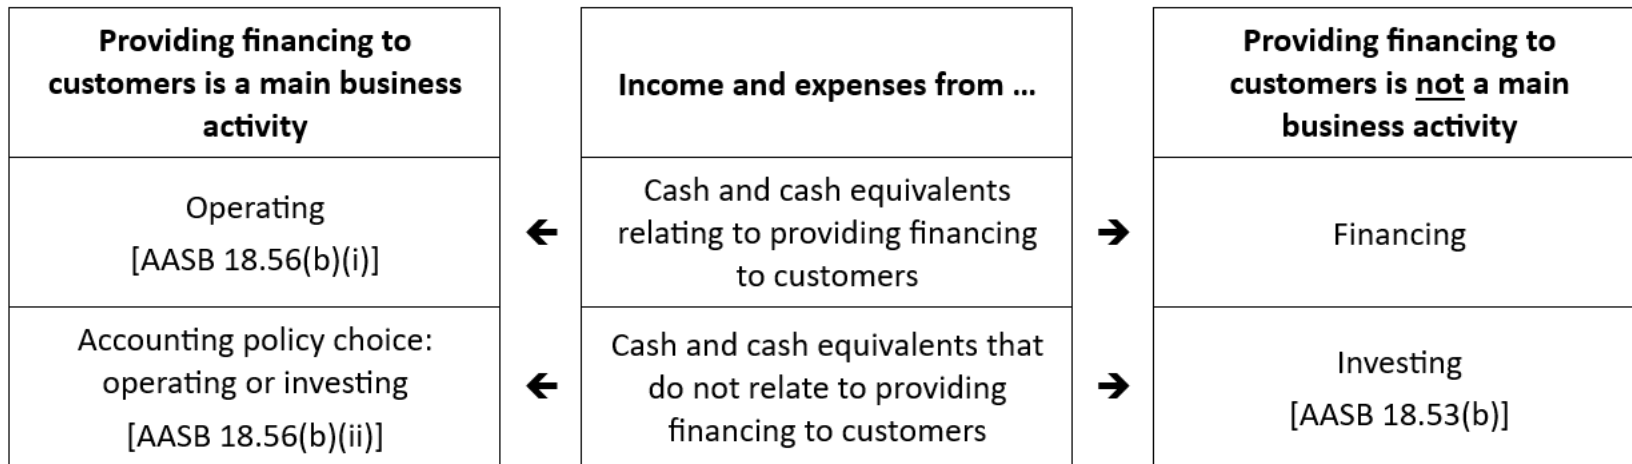 Providing financing to
customers is a main business
activity
Income and expenses from ...
Providing financing to
customers is not a main
business activity
Operating
[AASB 18.56(b)(i)]
🡰
Cash and cash equivalents
relating to providing financing
to customers
🡲
Financing
Accounting policy choice:
operating or investing
[AASB 18.56(b)(ii)]
🡰
Cash and cash equivalents that
do not relate to providing
financing to customers
🡲
Investing
[AASB 18.53(b)]